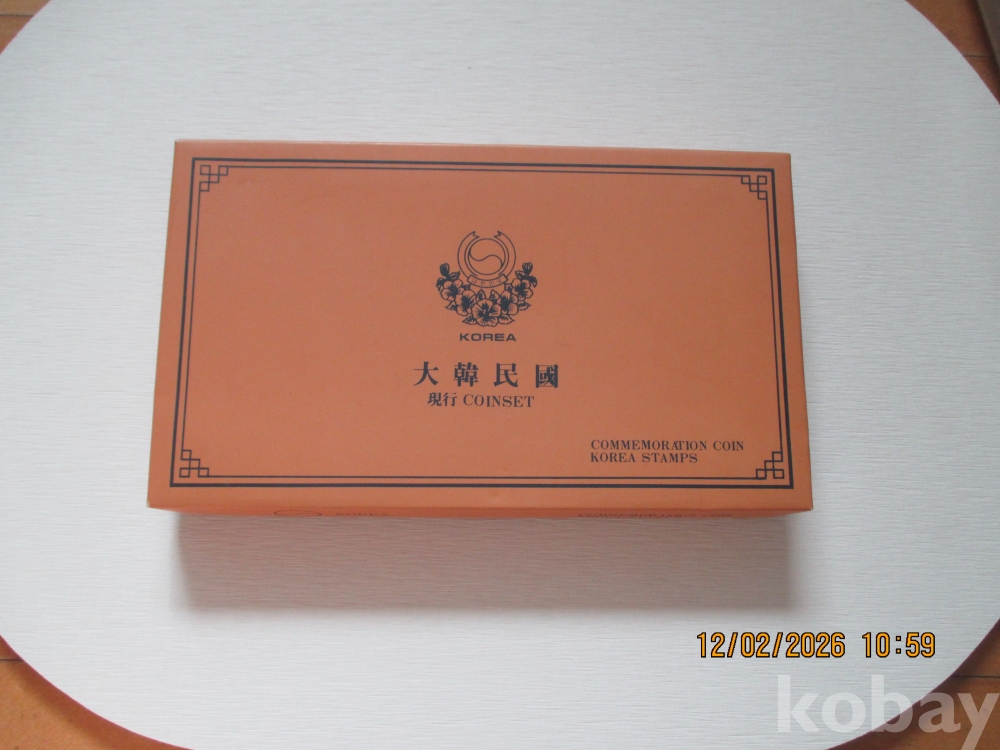 KOREA
大韓民國
現行 COINSET
COMMEMORATION COIN
KOREA STAMPS
12/02/2026 10:59
kobay